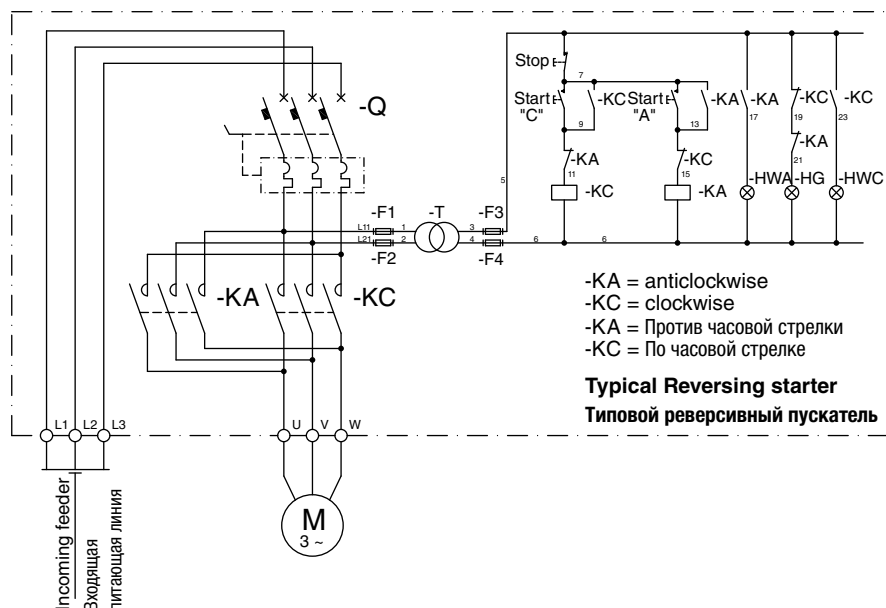 -Q
Stop
7
Start "C"
-KC
Start "A"
-KA
-KA
-KC
-KC
9
13
17
19
23
-KA
-KC
-KA
11
15
21
5
-KC
-KA
-HWA
-HG
-HWC
-F1
-T
-F3
L11
1
3
L21
2
4
6
6
-F2
-F4
-KA
-KC
-KA = anticlockwise
-KC = clockwise
-KA = Против часовой стрелки
-KC = По часовой стрелке
Typical Reversing starter
Типовой реверсивный пускатель
L1
L2
L3
U
V
W
M
3 ~
Incoming feeder
Входящая
питающая линия